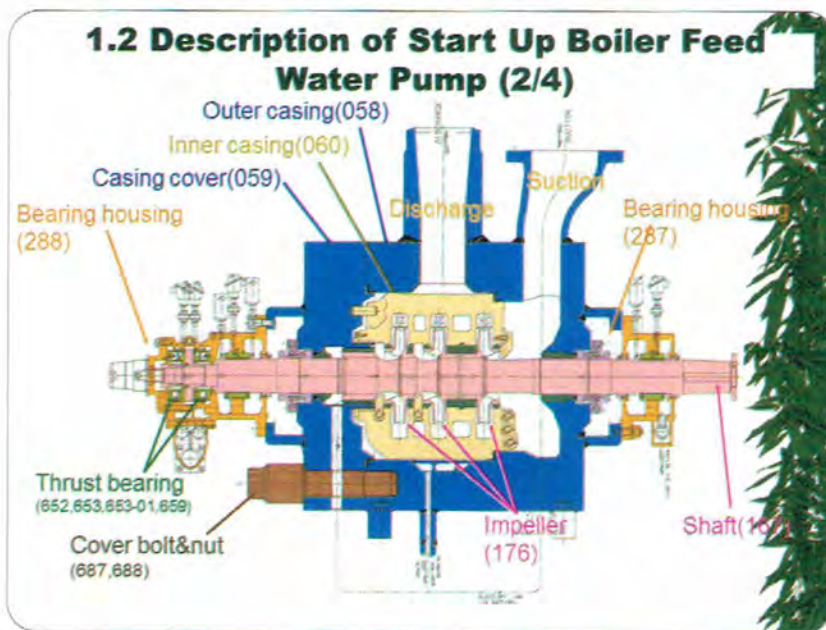 1.2 Description of Start Up Boiler Feed
Water Pump (2/4)
Outer casing(058)
Inner casing(060)
Casing cover(059)
Discharge
Suction
Bearing housing
(288)
Bearing housing
(287)
Thrust bearing
(652,653,653-01,659)
Cover bolt&nut
(687,688)
Impeller
(176)